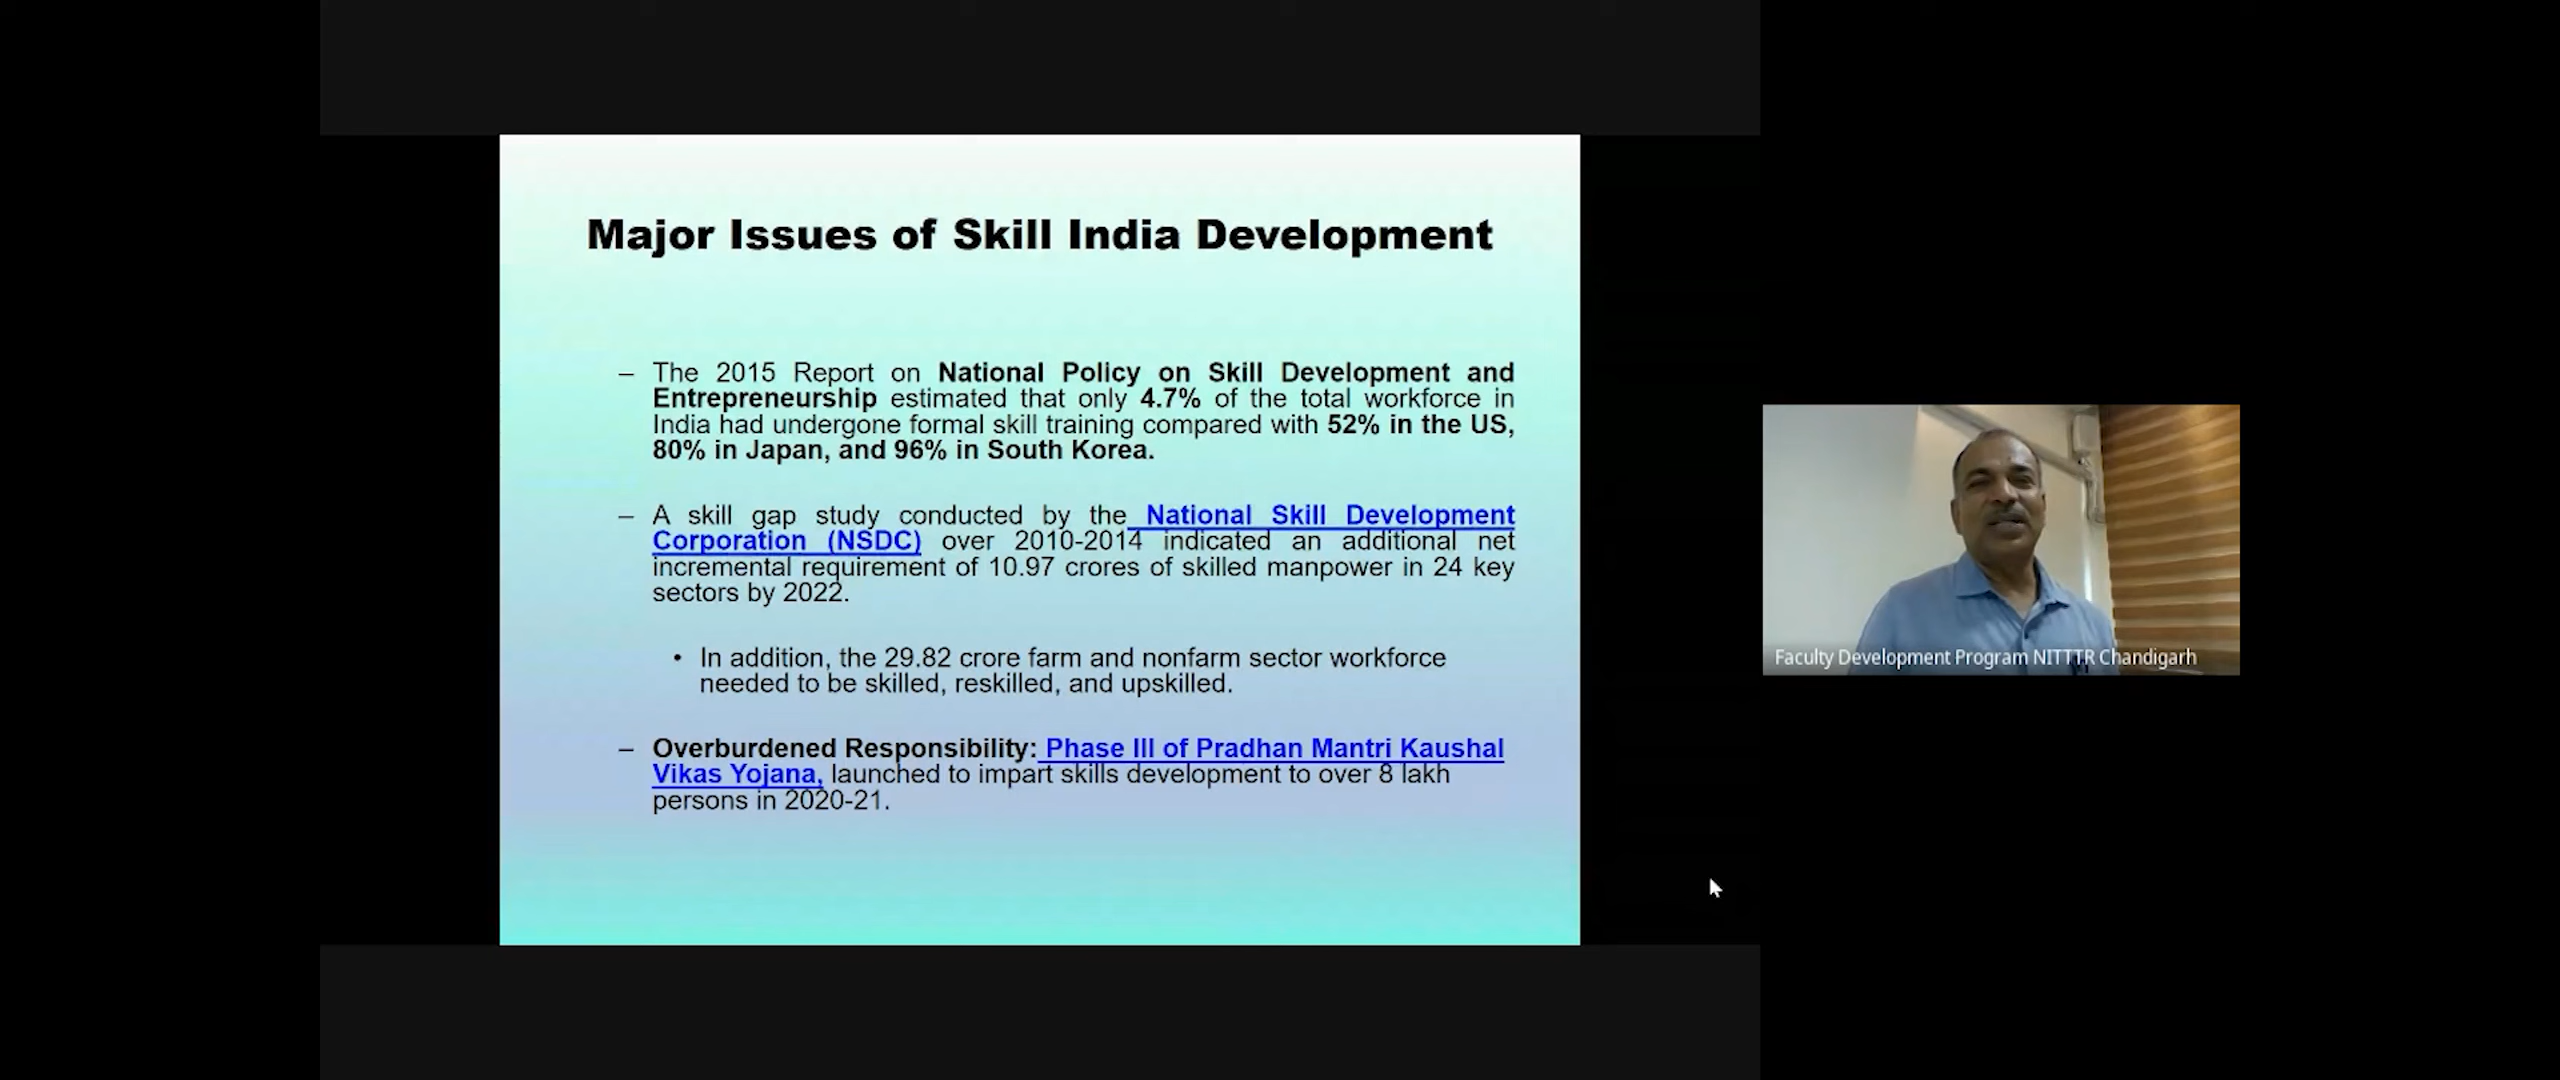 Major Issues of Skill India Development
– The 2015 Report on National Policy on Skill Development and
Entrepreneurship estimated that only 4.7% of the total workforce in
India had undergone formal skill training compared with 52% in the US,
80% in Japan, and 96% in South Korea.
– A skill gap study conducted by the National Skill Development
Corporation (NSDC) over 2010-2014 indicated an additional net
incremental requirement of 10.97 crores of skilled manpower in 24 key
sectors by 2022.
• In addition, the 29.82 crore farm and nonfarm sector workforce
needed to be skilled, reskilled, and upskilled.
– Overburdened Responsibility: Phase III of Pradhan Mantri Kaushal
Vikas Yojana, launched to impart skills development to over 8 lakh
persons in 2020-21.
Faculty Development Program NITTTR Chandigarh